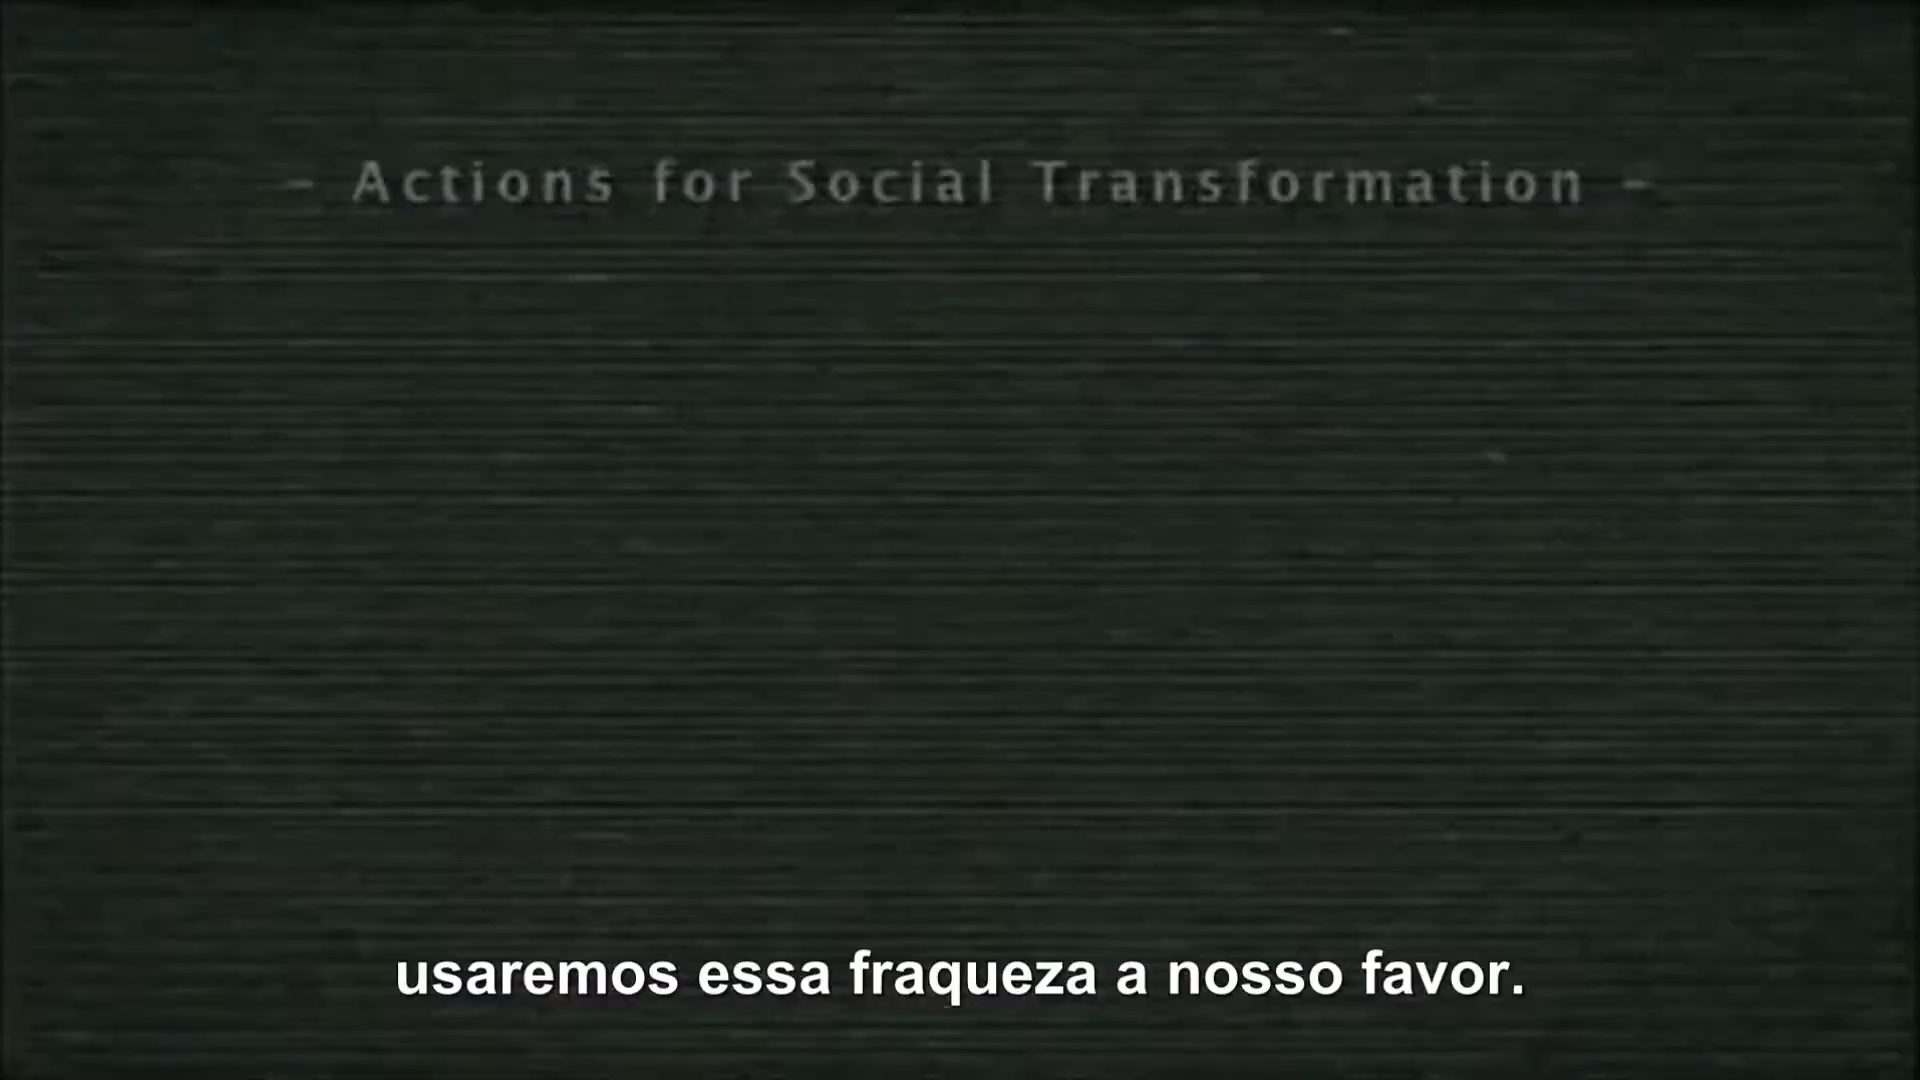 - Actions for Social Transformation -
usaremos essa fraqueza a nosso favor.